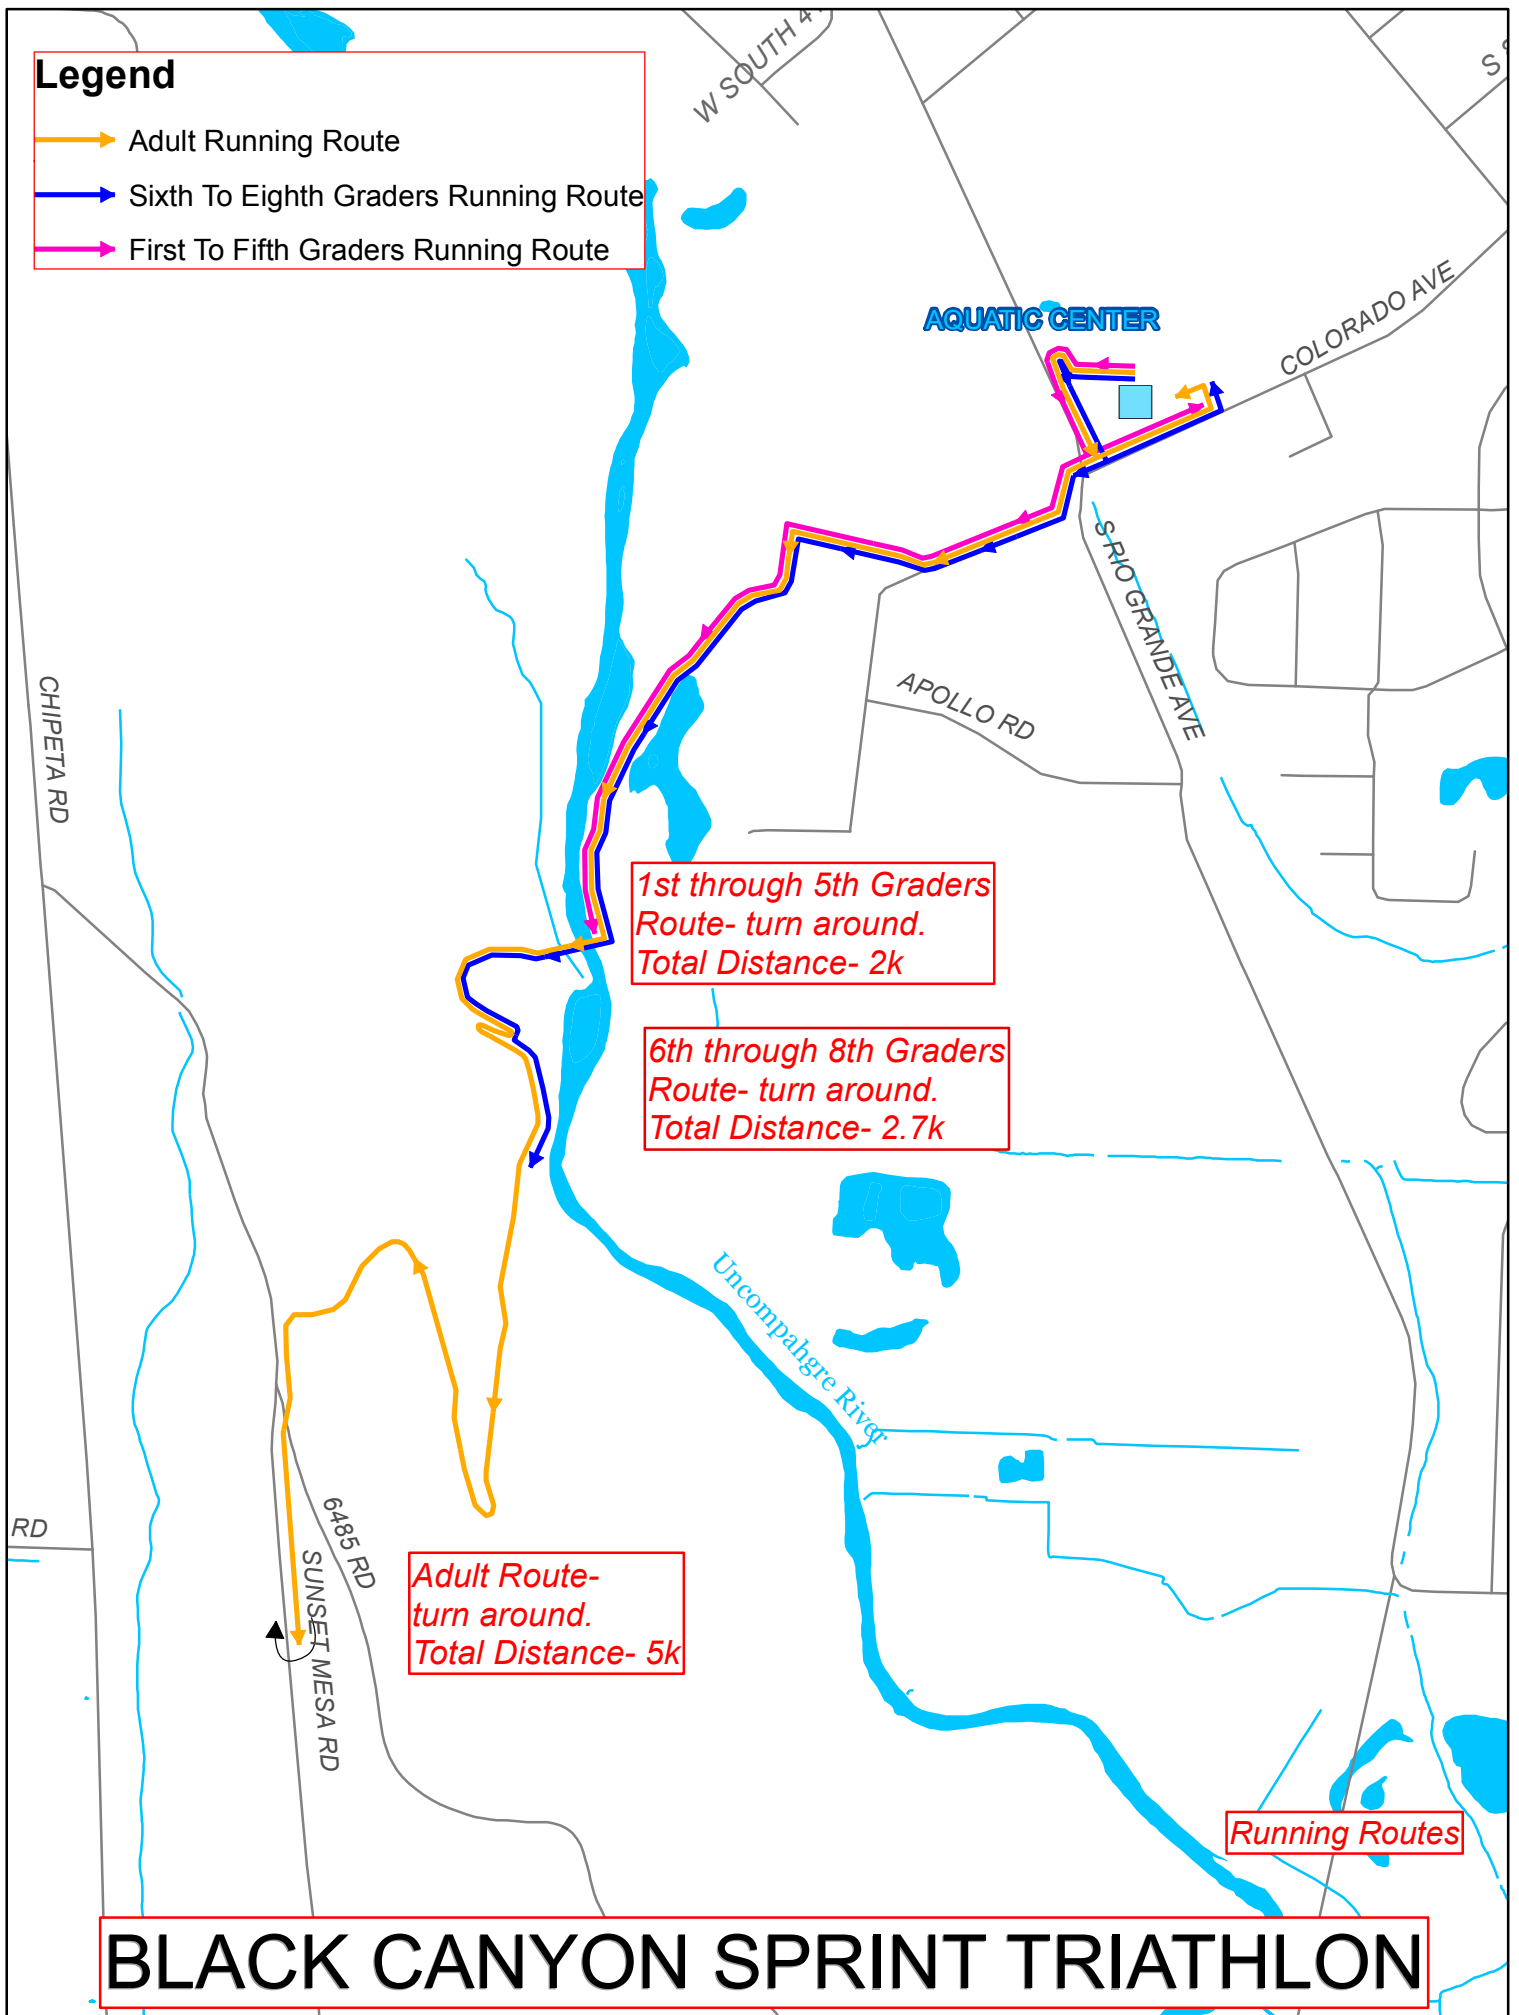 Legend
Adult Running Route
Sixth To Eighth Graders Running Route
First To Fifth Graders Running Route
W SOUTH 4
S
AQUATIC CENTER
COLORADO AVE
S RIO GRANDE AVE
APOLLO RD
CHIPETA RD
1st through 5th Graders
Route- turn around.
Total Distance- 2k
6th through 8th Graders
Route- turn around.
Total Distance- 2.7k
Uncompahgre River
RD
6485 RD
SUNSET MESA RD
Adult Route-
turn around.
Total Distance- 5k
Running Routes
BLACK CANYON SPRINT TRIATHLON